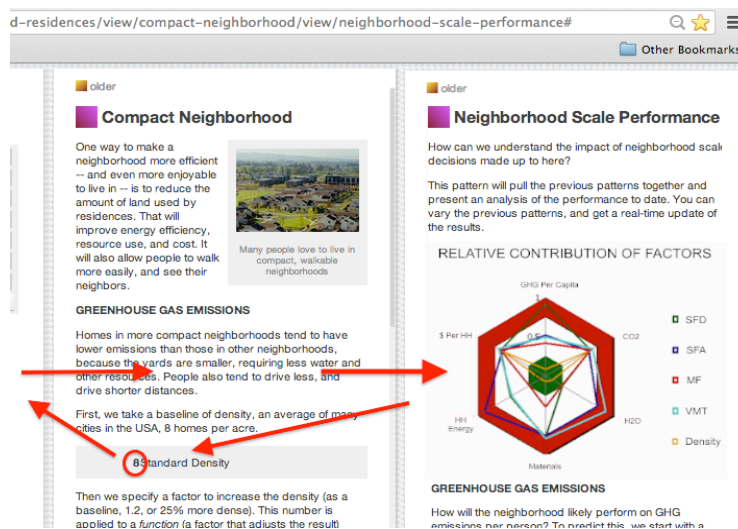 d-residences/view/compact-neighborhood/view/neighborhood-scale-performance#
Other Bookmarks
older
Compact Neighborhood
One way to make a
neighborhood more efficient
-- and even more enjoyable
to live in -- is to reduce the
amount of land used by
residences. That will
improve energy efficiency,
resource use, and cost. It
will also allow people to walk
more easily, and see their
neighbors.
Many people love to live in
compact, walkable
neighborhoods
GREENHOUSE GAS EMISSIONS
Homes in more compact neighborhoods tend to have
lower emissions than those in other neighborhoods,
because the yards are smaller, requiring less water and
other resources. People also tend to drive less, and
drive shorter distances.
First, we take a baseline of density, an average of many
cities in the USA, 8 homes per acre.
8 Standard Density
Then we specify a factor to increase the density (as a
baseline, 1.2, or 25% more dense). This number is
applied to a function (a factor that adjusts the result)
older
Neighborhood Scale Performance
How can we understand the impact of neighborhood scale
decisions made up to here?
This pattern will pull the previous patterns together and
present an analysis of the performance to date. You can
vary the previous patterns, and get a real-time update of
the results.
RELATIVE CONTRIBUTION OF FACTORS
GHG Per Capita
1
0.5
$ Per HH
CO2
HH
Energy
H2O
Materials
SFD
SFA
MF
VMT
Density
GREENHOUSE GAS EMISSIONS
How will the neighborhood likely perform on GHG
emissions per person? To predict this, we start with a